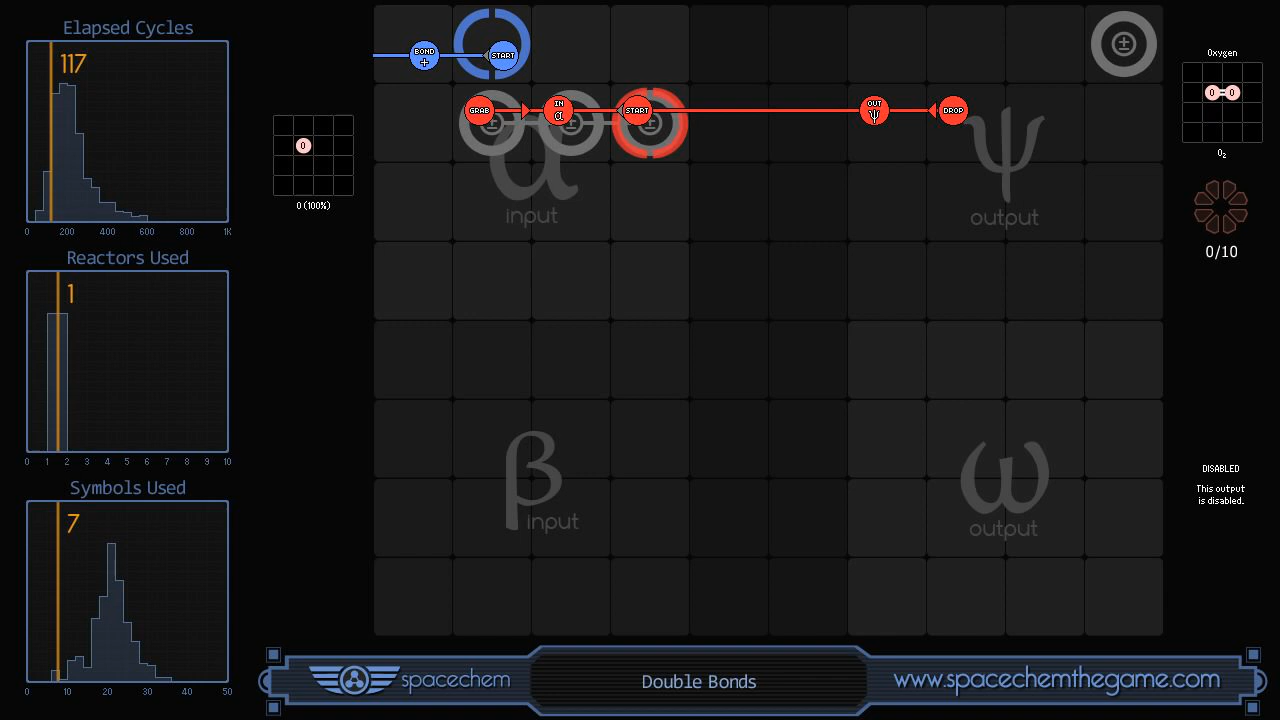 Elapsed Cycles
117
0 200 400 600 800 1K
Reactors Used
1
0 1 2 3 4 5 6 7 8 9 10
Symbols Used
7
0 10 20 30 40 50
O
O (100%)
BOND
+
START
GRAB
IN
α
START
OUT
Ψ
DROP
α
input
ψ
output
β
input
ω
output
Oxygen
O=O
O₂
0/10
DISABLED
This output
is disabled.
spacechem
Double Bonds
www.spacechemthegame.com